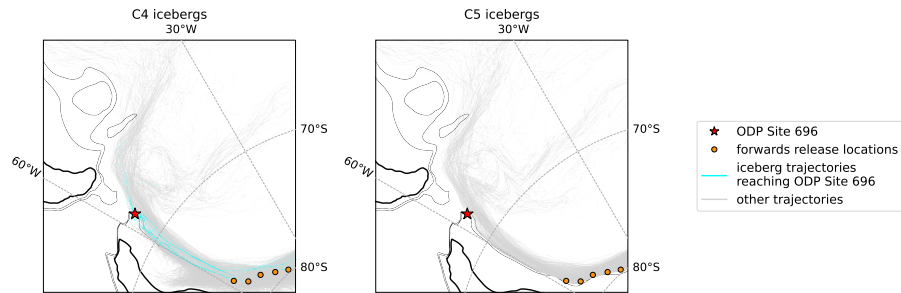 C4 icebergs
30°W
60°W
70°S
80°S
C5 icebergs
30°W
60°W
70°S
80°S
ODP Site 696
forwards release locations
iceberg trajectories
reaching ODP Site 696
other trajectories